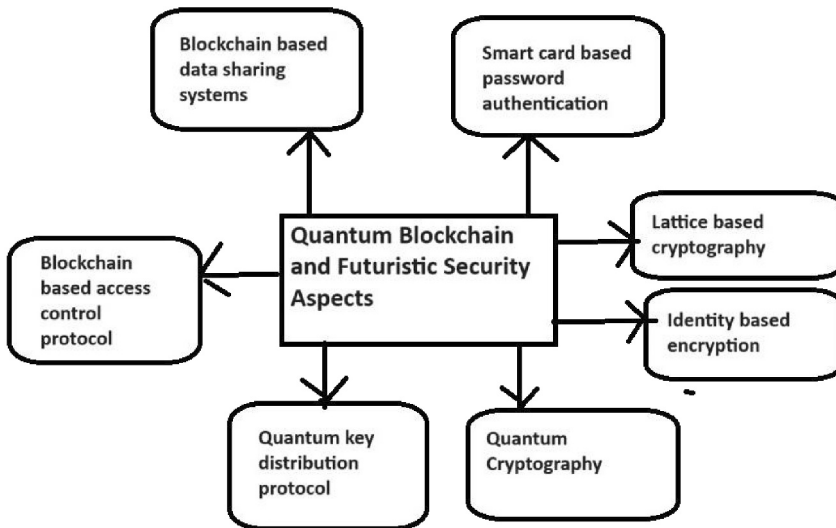 Blockchain based
data sharing
systems
Smart card based
password
authentication
Quantum Blockchain
and Futuristic Security
Aspects
Lattice based
cryptography
Blockchain
based access
control
protocol
Identity based
encryption
Quantum key
distribution
protocol
Quantum
Cryptography